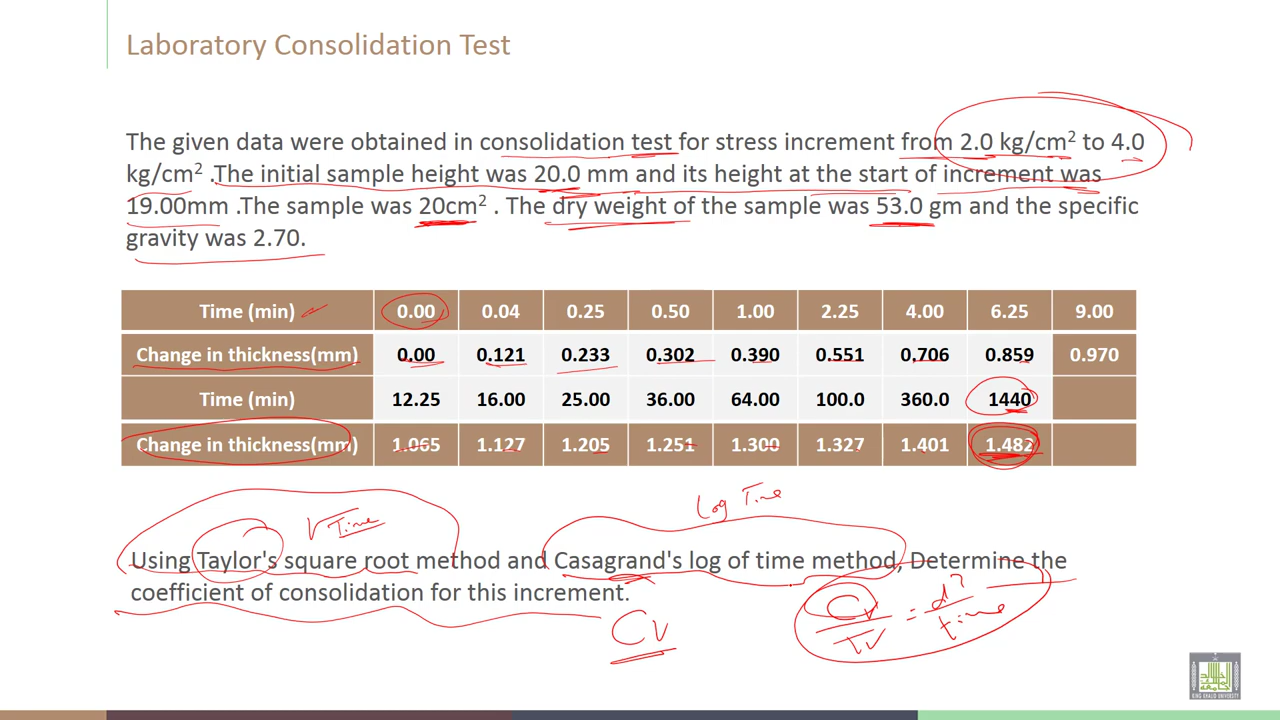 Laboratory Consolidation Test
The given data were obtained in consolidation test for stress increment from 2.0 kg/cm² to 4.0
kg/cm² .The initial sample height was 20.0 mm and its height at the start of increment was
19.00mm .The sample was 20cm² . The dry weight of the sample was 53.0 gm and the specific
gravity was 2.70.
Time (min) 0.00 0.04 0.25 0.50 1.00 2.25 4.00 6.25 9.00
Change in thickness(mm) 0.00 0.121 0.233 0.302 0.390 0.551 0.706 0.859 0.970
Time (min) 12.25 16.00 25.00 36.00 64.00 100.0 360.0 1440
Change in thickness(mm) 1.065 1.127 1.205 1.251 1.300 1.327 1.401 1.482
Log Time
√Time
Using Taylor's square root method and Casagrand's log of time method, Determine the
coefficient of consolidation for this increment.
Cv
Cv/Tv = d²/time
KING KHALID UNIVERSITY